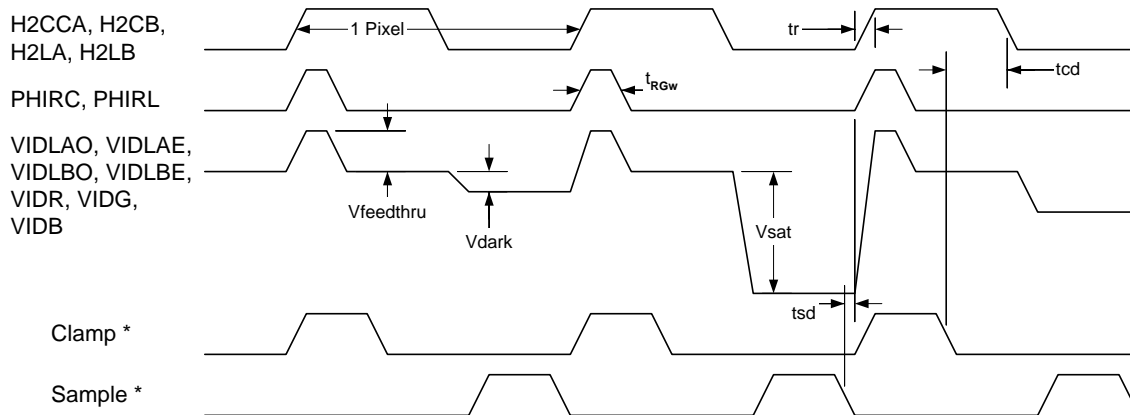 H2CCA, H2CB,
H2LA, H2LB
1 Pixel
tr
tcd
PHIRC, PHIRL
tRGw
VIDLAO, VIDLAE,
VIDLBO, VIDLBE,
VIDR, VIDG,
VIDB
Vfeedthru
Vdark
Vsat
tsd
Clamp *
Sample *